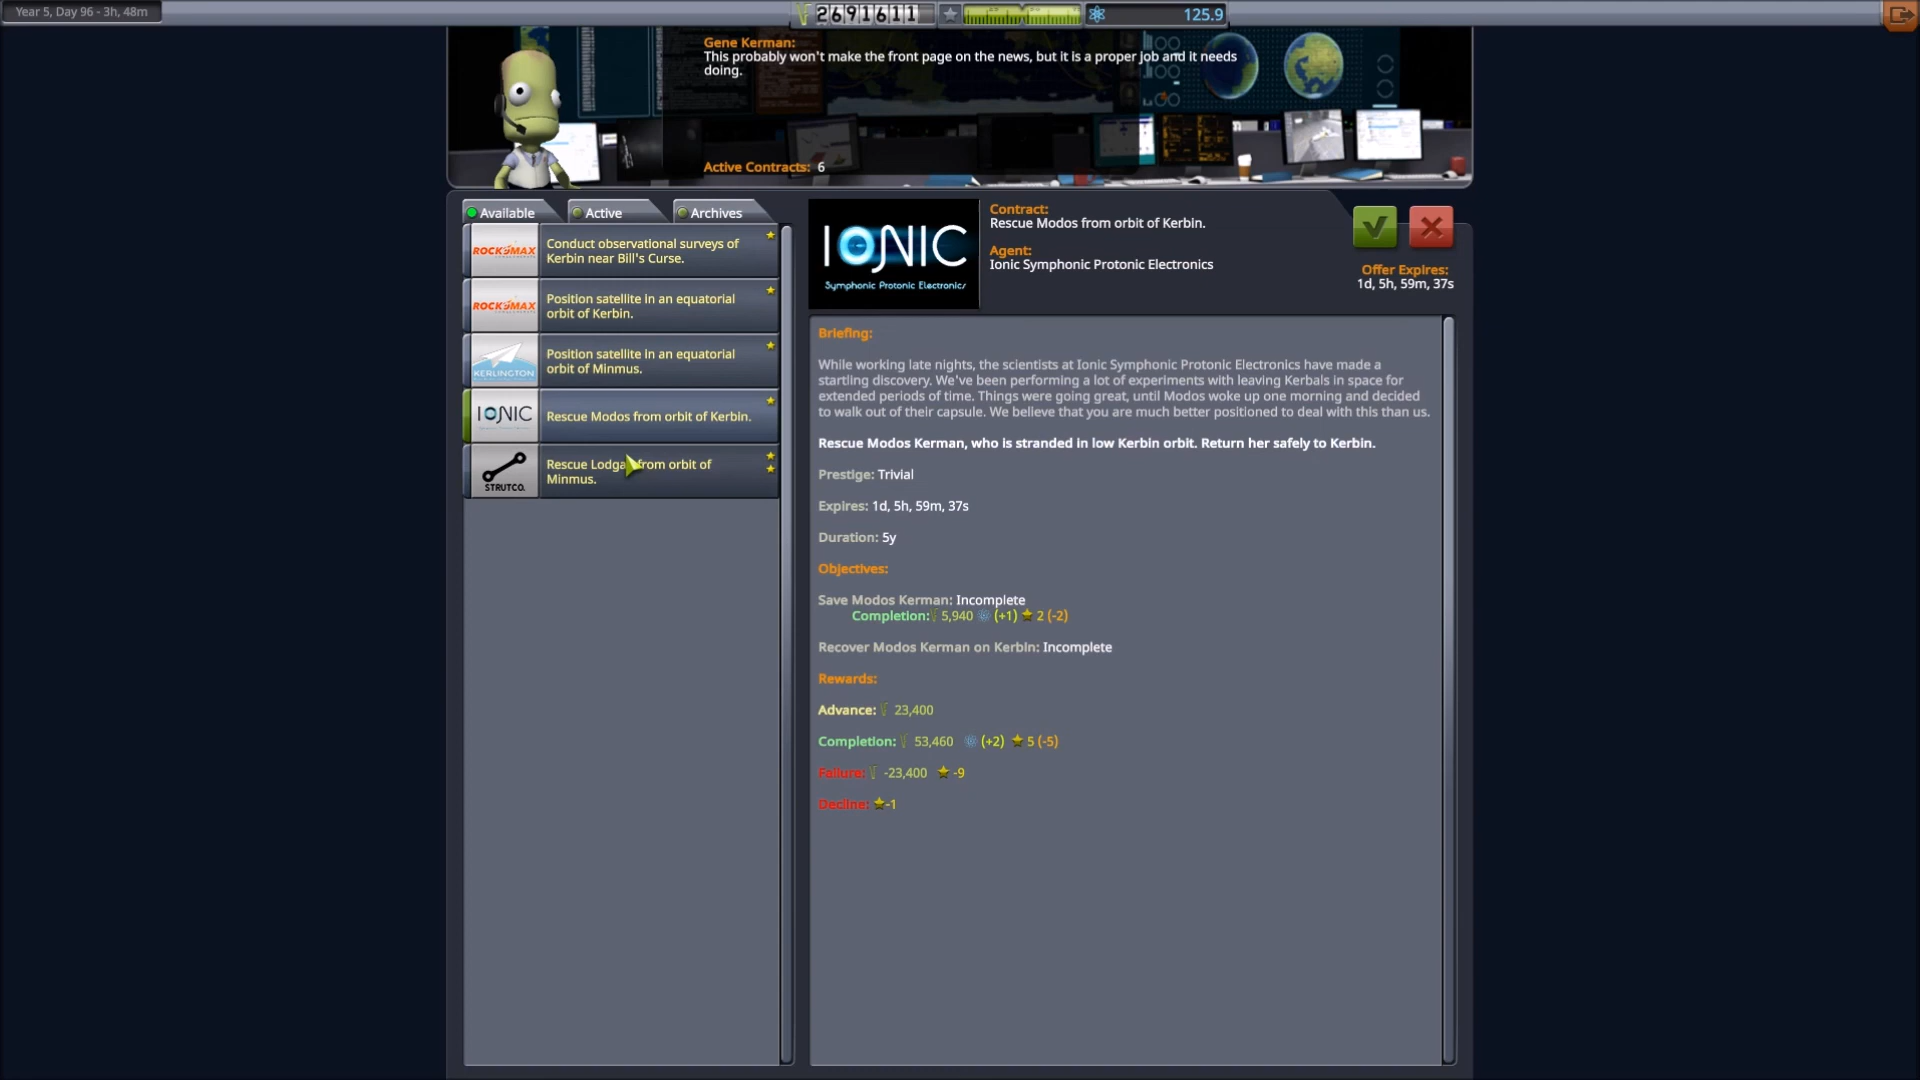 Year 5, Day 96 - 3h, 48m
2691611
125.9
Gene Kerman:
This probably won't make the front page on the news, but it is a proper job and it needs
doing.
Active Contracts: 6
Available
Active
Archives
ROCKOMAX
Conduct observational surveys of
Kerbin near Bill's Curse.
ROCKOMAX
Position satellite in an equatorial
orbit of Kerbin.
KERLINGTON
Position satellite in an equatorial
orbit of Minmus.
IONIC
Rescue Modos from orbit of Kerbin.
STRUTCO.
Rescue Lodga from orbit of
Minmus.
IONIC
Symphonic Protonic Electronics
Contract:
Rescue Modos from orbit of Kerbin.
Agent:
Ionic Symphonic Protonic Electronics
Offer Expires:
1d, 5h, 59m, 37s
Briefing:
While working late nights, the scientists at Ionic Symphonic Protonic Electronics have made a
startling discovery. We've been performing a lot of experiments with leaving Kerbals in space for
extended periods of time. Things were going great, until Modos woke up one morning and decided
to walk out of their capsule. We believe that you are much better positioned to deal with this than us.
Rescue Modos Kerman, who is stranded in low Kerbin orbit. Return her safely to Kerbin.
Prestige: Trivial
Expires: 1d, 5h, 59m, 37s
Duration: 5y
Objectives:
Save Modos Kerman: Incomplete
Completion: 5,940 (+1) 2 (-2)
Recover Modos Kerman on Kerbin: Incomplete
Rewards:
Advance: 23,400
Completion: 53,460 (+2) 5 (-5)
Failure: -23,400 -9
Decline: -1